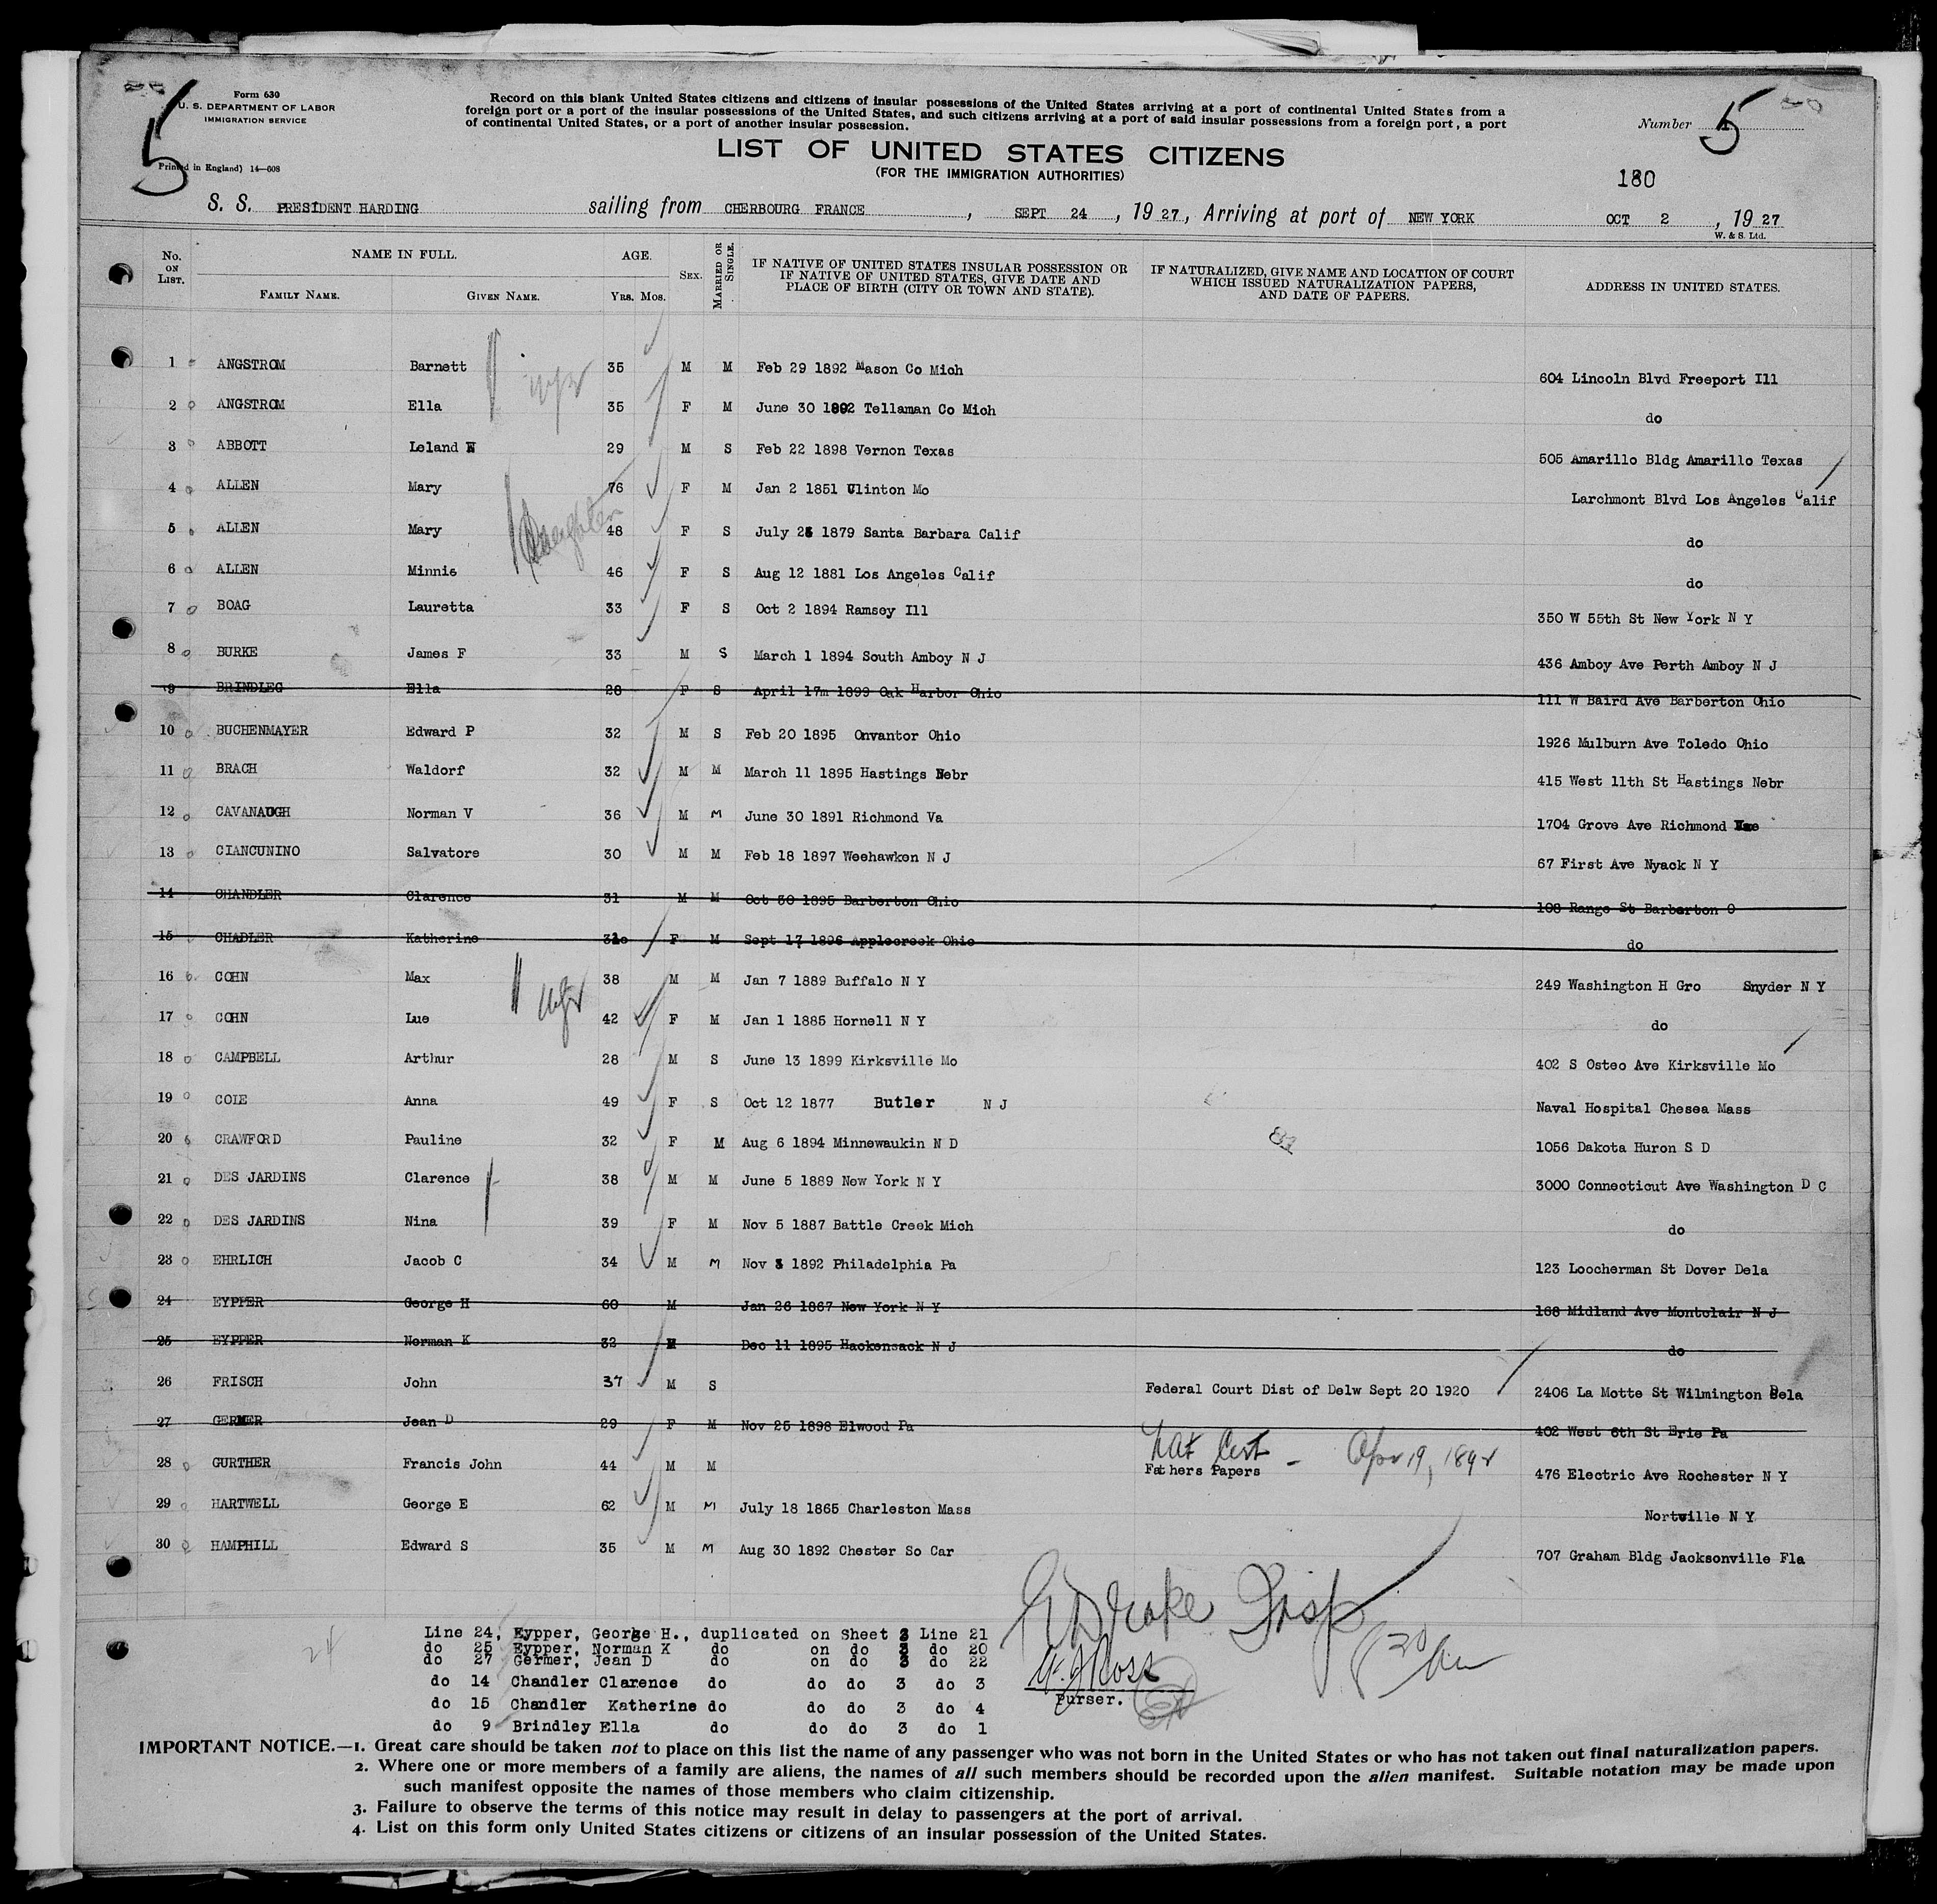 Form 630
U. S. DEPARTMENT OF LABOR
IMMIGRATION SERVICE
Printed in England) 14—608
5
Record on this blank United States citizens and citizens of insular possessions of the United States arriving at a port of continental United States from a
foreign port or a port of the insular possessions of the United States, and such citizens arriving at a port of said insular possessions from a foreign port, a port
of continental United States, or a port of another insular possession.
Number 5
LIST OF UNITED STATES CITIZENS
(FOR THE IMMIGRATION AUTHORITIES)
180
S. S. PRESIDENT HARDING sailing from CHERBOURG FRANCE, SEPT 24, 1927, Arriving at port of NEW YORK OCT 2, 1927
W. & S. Ltd.
No. ON LIST. NAME IN FULL. FAMILY NAME. GIVEN NAME. AGE. YRS. MOS. SEX. MARRIED OR SINGLE. IF NATIVE OF UNITED STATES INSULAR POSSESSION OR IF NATIVE OF UNITED STATES, GIVE DATE AND PLACE OF BIRTH (CITY OR TOWN AND STATE). IF NATURALIZED, GIVE NAME AND LOCATION OF COURT WHICH ISSUED NATURALIZATION PAPERS, AND DATE OF PAPERS. ADDRESS IN UNITED STATES.
1 ANGSTROM Barnett wife 35 M M Feb 29 1892 Mason Co Mich 604 Lincoln Blvd Freeport Ill
2 ANGSTROM Ella 35 F M June 30 1892 Tellaman Co Mich do
3 ABBOTT Leland N 29 M S Feb 22 1898 Vernon Texas 505 Amarillo Bldg Amarillo Texas
4 ALLEN Mary 76 F M Jan 2 1851 Clinton Mo Larchmont Blvd Los Angeles Calif
5 ALLEN Mary Daughter 48 F S July 1879 Santa Barbara Calif do
6 ALLEN Minnie 46 F S Aug 12 1881 Los Angeles Calif do
7 BOAG Lauretta 33 F S Oct 2 1894 Ramsey Ill 350 W 55th St New York N Y
8 BURKE James F 33 M S March 1 1894 South Amboy N J 436 Amboy Ave Perth Amboy N J
9 BRINDLEG Ella 28 F S April 17m 1899 Oak Harbor Ohio 111 W Baird Ave Barberton Ohio
10 BUCHENMAYER Edward P 32 M S Feb 20 1895 Onvantor Ohio 1926 Mulburn Ave Toledo Ohio
11 BRACH Waldorf 32 M M March 11 1895 Hastings Nebr 415 West 11th St Hastings Nebr
12 CAVANAUGH Norman V 36 M M June 30 1891 Richmond Va 1704 Grove Ave Richmond
13 CIANCUNINO Salvatore 30 M M Feb 18 1897 Weehawken N J 67 First Ave Nyack N Y
14 CHANDLER Clarence 31 M M Oct 30 1895 Barberton Ohio 108 Range St Barberton O
15 CHADLER Katherine F M Sept 17 1896 Applecreek Ohio do
16 COHN Max wife 38 M M Jan 7 1889 Buffalo N Y 249 Washington H Gro Snyder N Y
17 COHN Lue 42 F M Jan 1 1885 Hornell N Y do
18 CAMPBELL Arthur 28 M S June 13 1899 Kirksville Mo 402 S Osteo Ave Kirksville Mo
19 COIE Anna 49 F S Oct 12 1877 Butler N J Naval Hospital Chesea Mass
20 CRAWFORD Pauline 32 F M Aug 6 1894 Minnewaukin N D 1056 Dakota Huron S D
21 DES JARDINS Clarence 38 M M June 5 1889 New York N Y 3000 Connecticut Ave Washington D C
22 DES JARDINS Nina 39 F M Nov 5 1887 Battle Creek Mich do
23 EHRLICH Jacob C 34 M M Nov 3 1892 Philadelphia Pa 123 Loocherman St Dover Dela
24 EYPPER George H 60 M Jan 26 1867 New York N Y 168 Midland Ave Montclair N J
25 EYPPER Norman K 32 M Dec 11 1895 Hackensack N J do
26 FRISCH John 37 M S Federal Court Dist of Delw Sept 20 1920 2406 La Motte St Wilmington Dela
27 GERMER Jean D 29 F M Nov 25 1898 Elwood Pa 402 West 6th St Erie Pa
Nat Cert - Apr 19, 1892
28 GURTHER Francis John 44 M M Fathers Papers 476 Electric Ave Rochester N Y
29 HARTWELL George E 62 M M July 18 1865 Charleston Mass Nortville N Y
30 HAMPHILL Edward S 35 M M Aug 30 1892 Chester So Car 707 Graham Bldg Jacksonville Fla
Drake Insp
24
Line 24, Eypper, George H., duplicated on Sheet 3 Line 21
do 25 Eypper, Norman K do on do 3 do 20
do 27 Germer, Jean D do on do 3 do 22
do 14 Chandler Clarence do do do 3 do 3
do 15 Chandler Katherine do do do 3 do 4
do 9 Brindley Ella do do do 3 do 1
Ross
Purser.
IMPORTANT NOTICE.—1. Great care should be taken not to place on this list the name of any passenger who was not born in the United States or who has not taken out final naturalization papers.
2. Where one or more members of a family are aliens, the names of all such members should be recorded upon the alien manifest. Suitable notation may be made upon
such manifest opposite the names of those members who claim citizenship.
3. Failure to observe the terms of this notice may result in delay to passengers at the port of arrival.
4. List on this form only United States citizens or citizens of an insular possession of the United States.